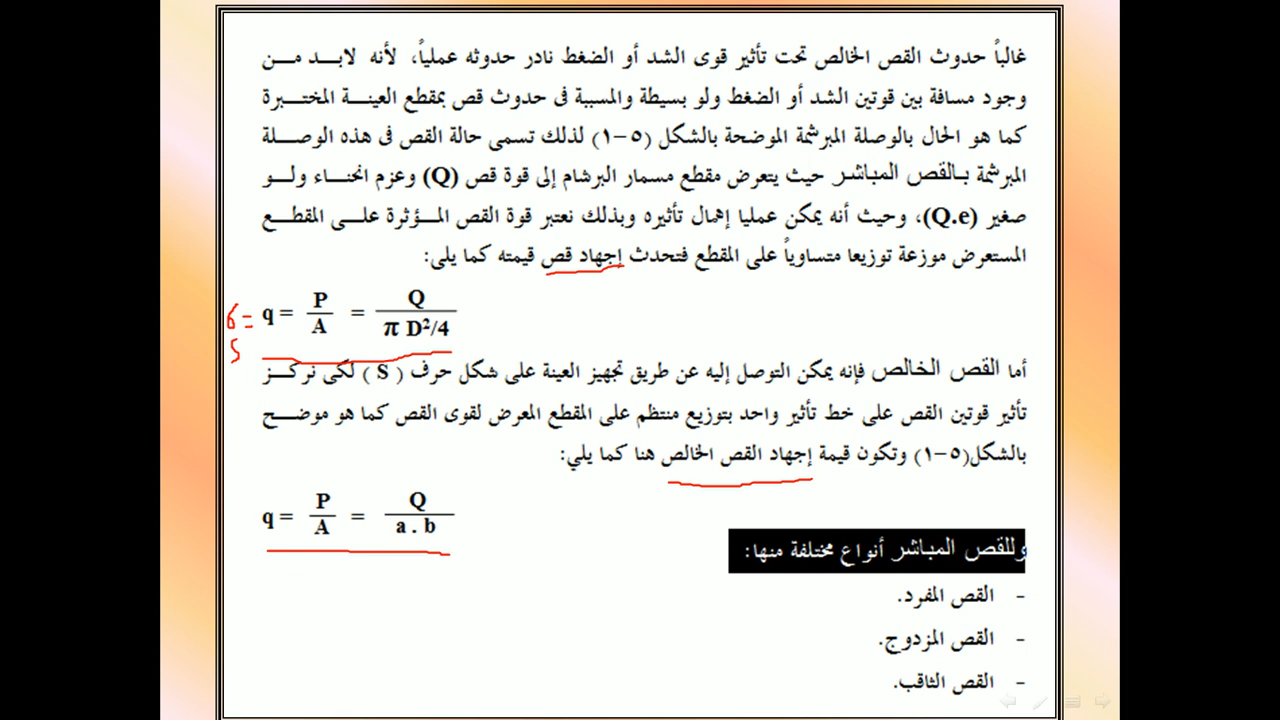 غالباً حدوث القص الخالص تحت تأثير قوى الشد أو الضغط نادر حدوثه عملياً، لأنه لابد من
وجود مسافة بين قوتين الشد أو الضغط ولو بسيطة والمسببة فى حدوث قص بمقطع العينة المختبرة
كما هو الحال بالوصلة المبرشمة الموضحة بالشكل (٥-١) لذلك تسمى حالة القص فى هذه الوصلة
المبرشمة بالقص المباشر حيث يتعرض مقطع مسمار البرشام إلى قوة قص (Q) وعزم انحناء ولو
صغير (Q.e)، وحيث أنه يمكن عمليا إهمال تأثيره وبذلك نعتبر قوة القص المؤثرة على المقطع
المستعرض موزعة توزيعا متساوياً على المقطع فتحدث إجهاد قص قيمته كما يلى:
q = P/A = Q/(π D²/4)
أما القص الخالص فإنه يمكن التوصل إليه عن طريق تجهيز العينة على شكل حرف ( S ) لكى نركز
تأثير قوتين القص على خط تأثير واحد بتوزيع منتظم على المقطع المعرض لقوى القص كما هو موضح
بالشكل(٥-١) وتكون قيمة إجهاد القص الخالص هنا كما يلي:
q = P/A = Q/(a . b)
وللقص المباشر أنواع مختلفة منها:
- القص المفرد.
- القص المزدوج.
- القص الثاقب.